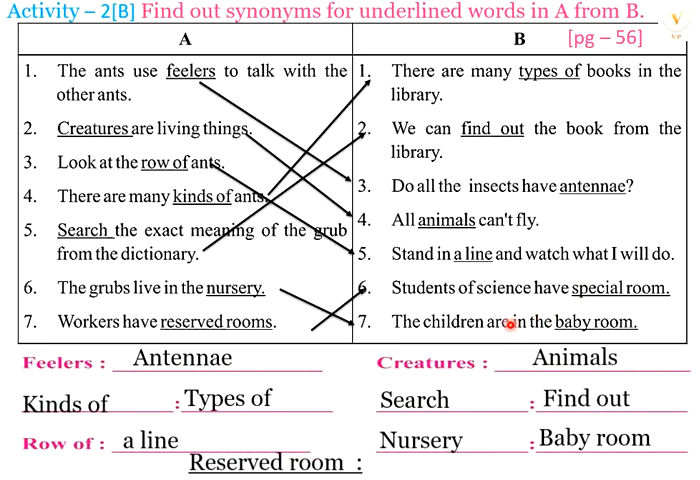 Activity – 2[B] Find out synonyms for underlined words in A from B.
V
VP
A B [pg – 56]
1. The ants use feelers to talk with the other ants.
2. Creatures are living things.
3. Look at the row of ants.
4. There are many kinds of ants.
5. Search the exact meaning of the grub from the dictionary.
6. The grubs live in the nursery.
7. Workers have reserved rooms.
1. There are many types of books in the library.
2. We can find out the book from the library.
3. Do all the insects have antennae?
4. All animals can't fly.
5. Stand in a line and watch what I will do.
6. Students of science have special room.
7. The children are in the baby room.
Feelers : Antennae Creatures : Animals
Kinds of : Types of Search : Find out
Row of : a line Nursery : Baby room
Reserved room :